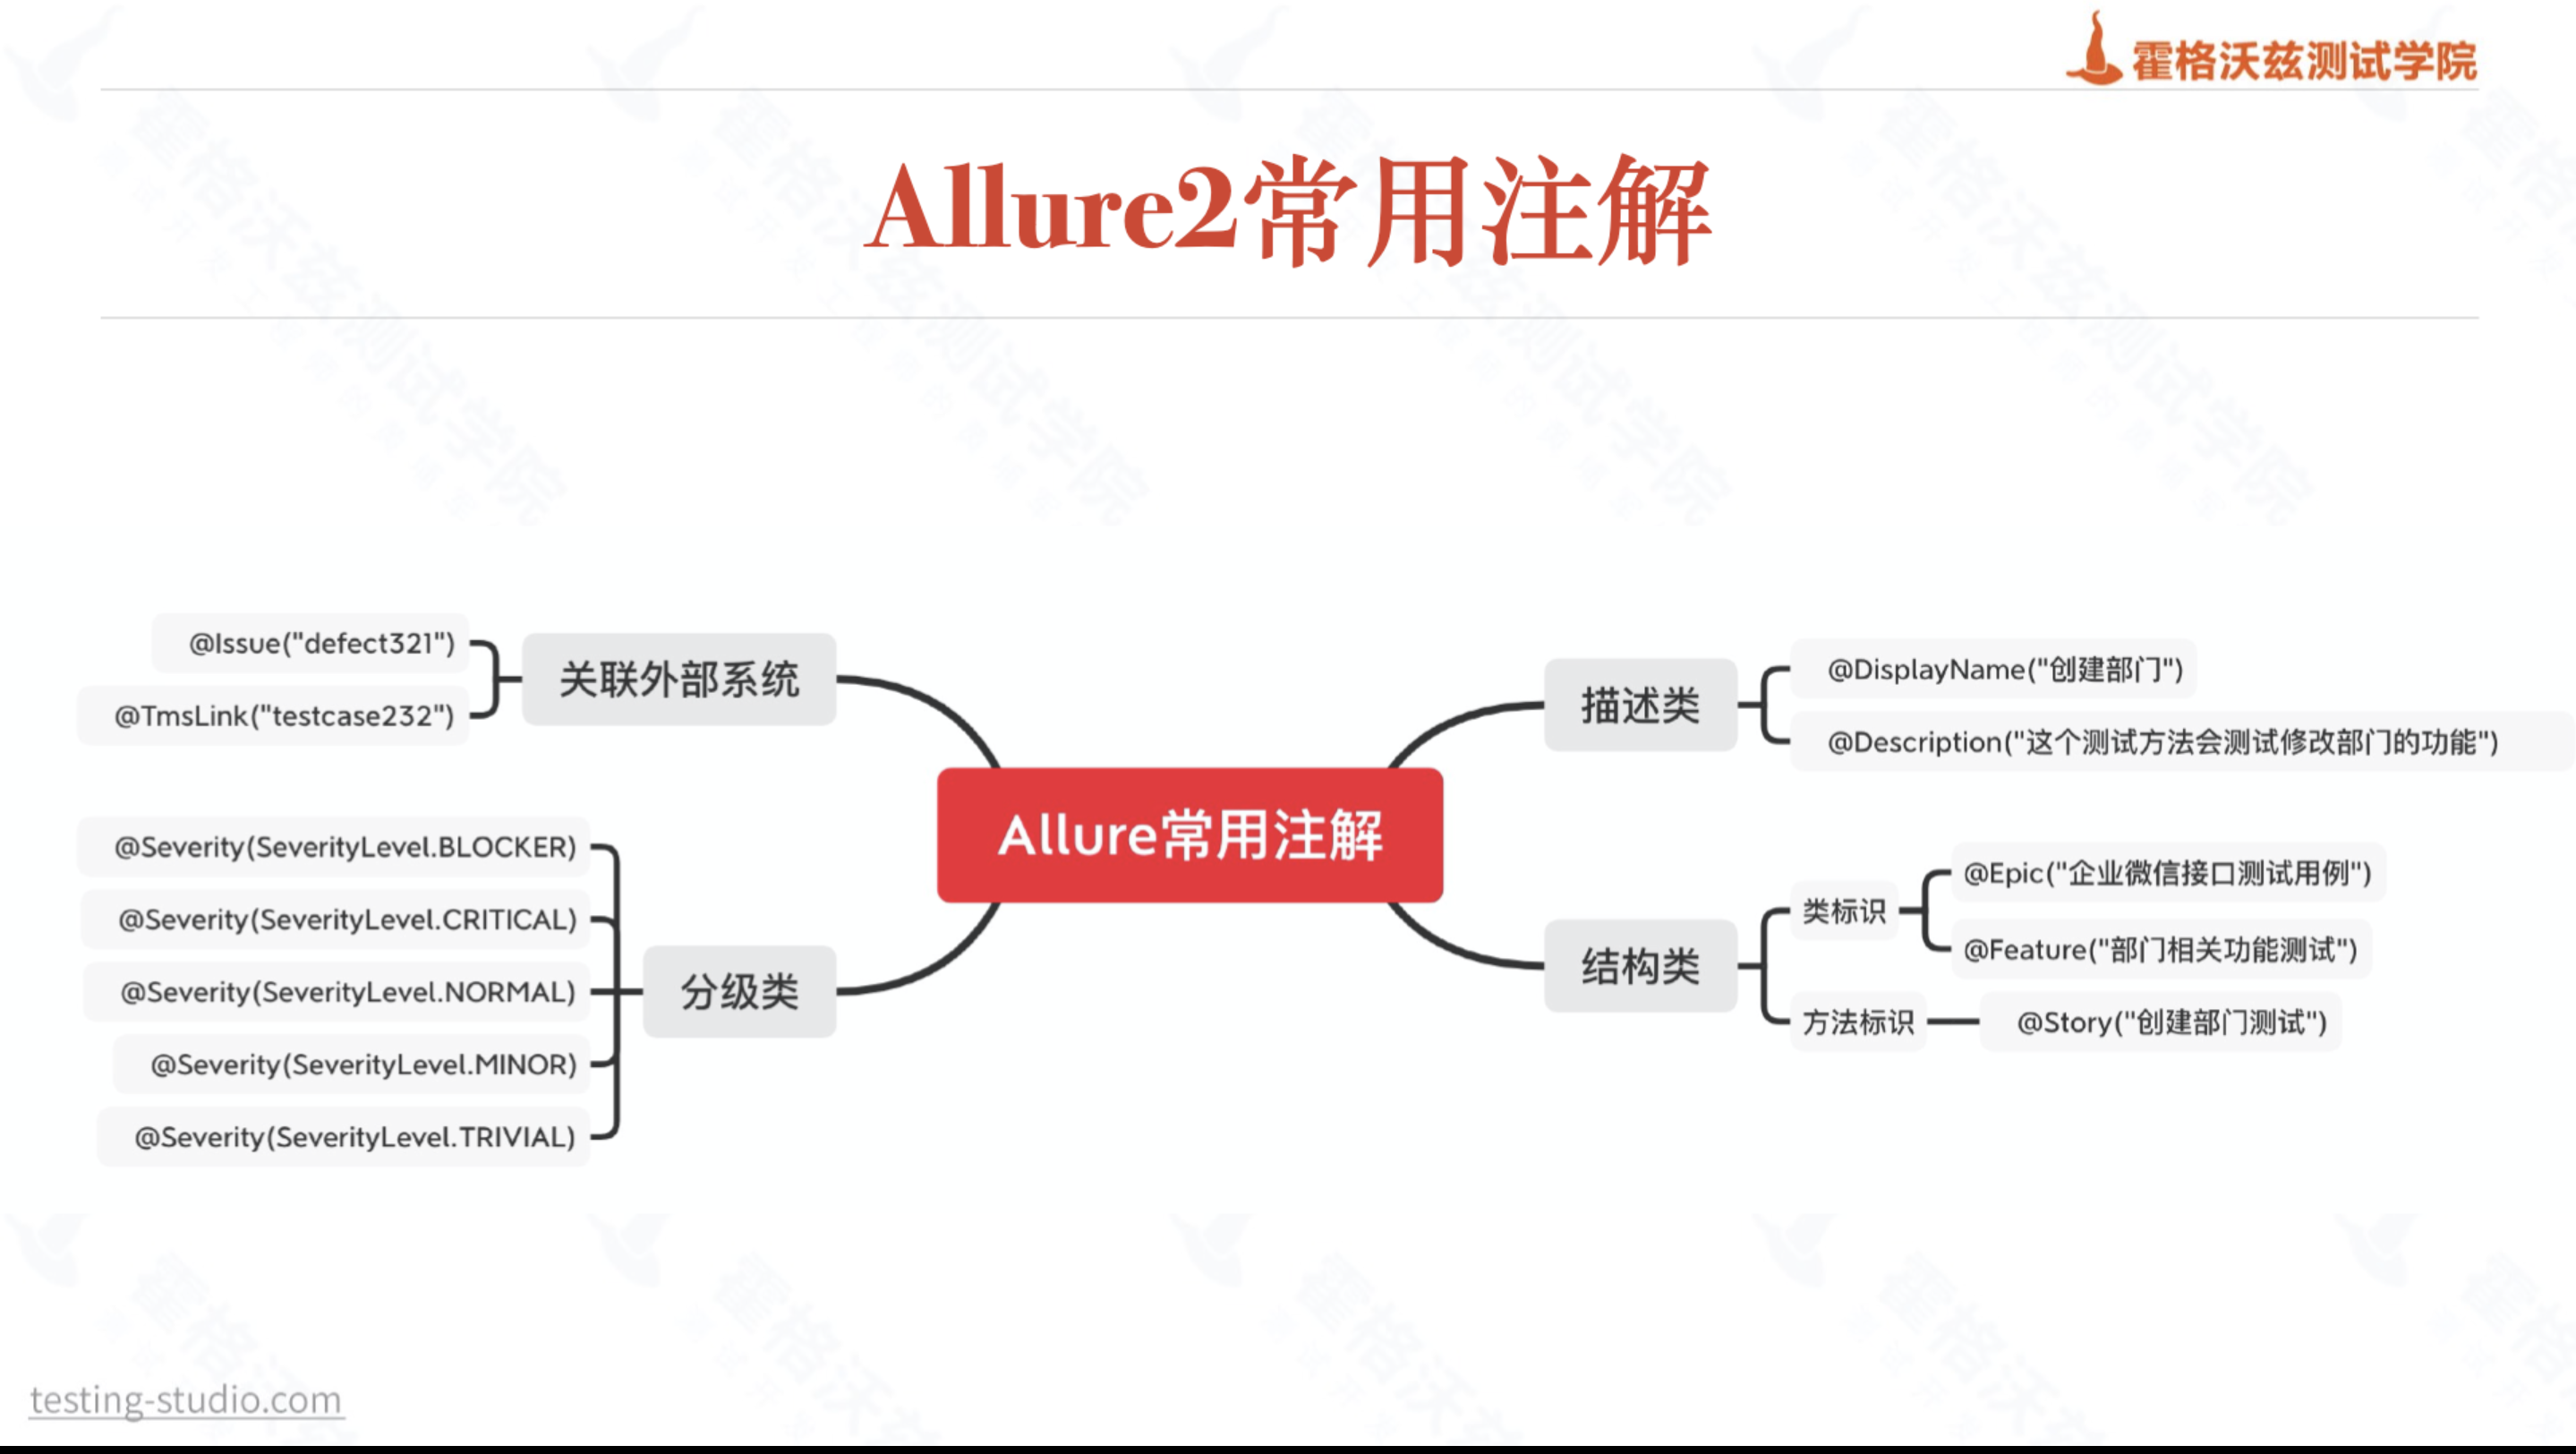 霍格沃兹测试学院
Allure2常用注解
@Issue("defect321")
@TmsLink("testcase232")
关联外部系统
@Severity(SeverityLevel.BLOCKER)
@Severity(SeverityLevel.CRITICAL)
@Severity(SeverityLevel.NORMAL)
@Severity(SeverityLevel.MINOR)
@Severity(SeverityLevel.TRIVIAL)
分级类
Allure常用注解
描述类
@DisplayName("创建部门")
@Description("这个测试方法会测试修改部门的功能")
结构类
类标识
@Epic("企业微信接口测试用例")
@Feature("部门相关功能测试")
方法标识
@Story("创建部门测试")
testing-studio.com